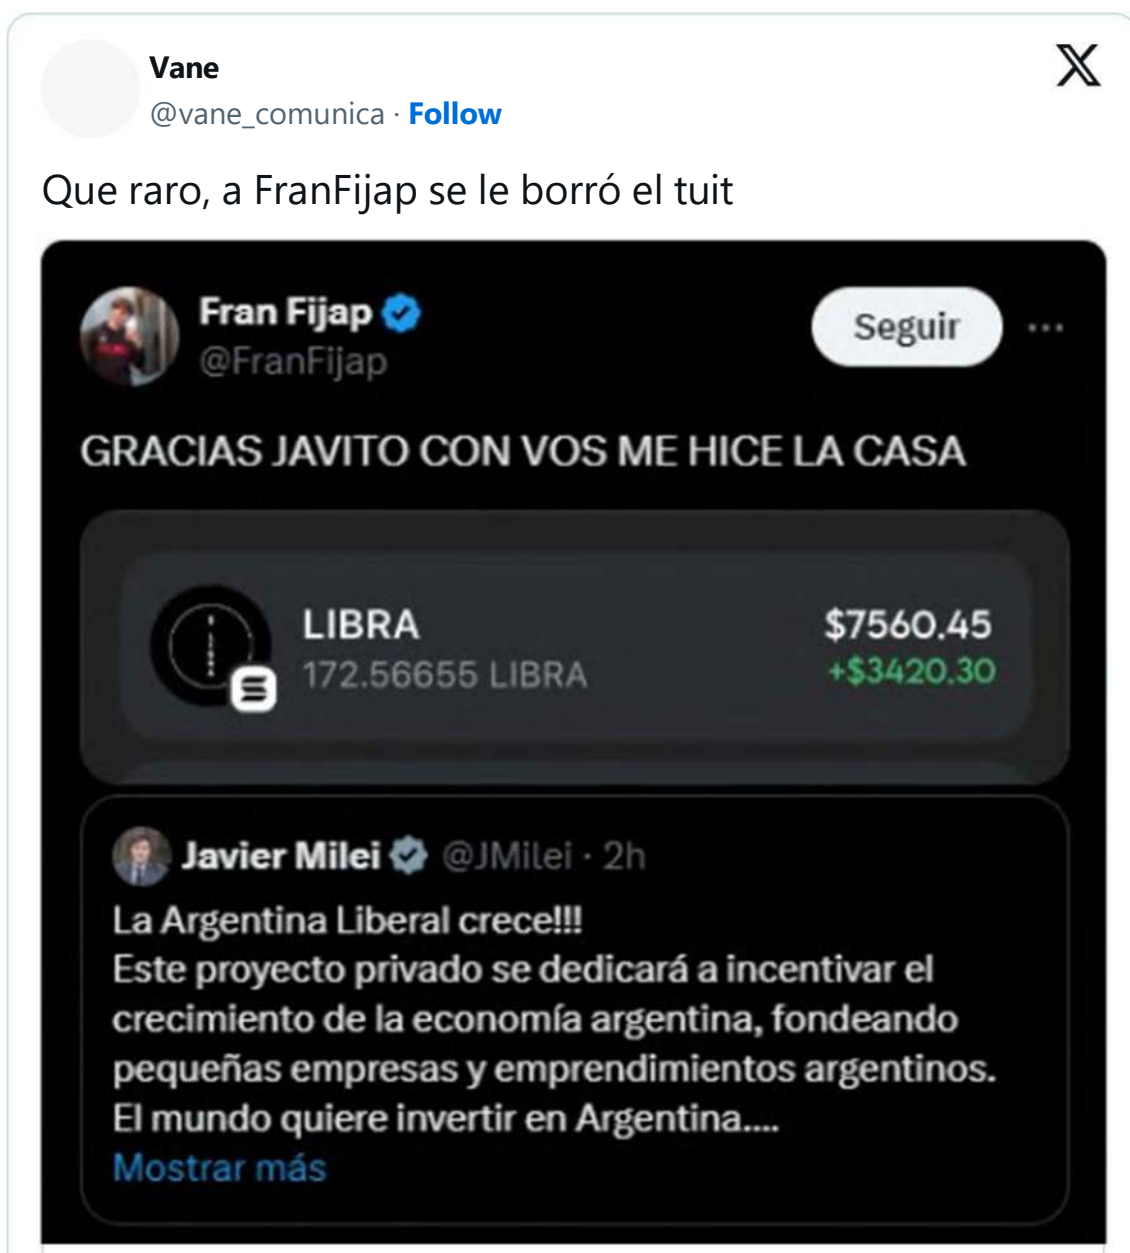 Vane
@vane_comunica · Follow
Que raro, a FranFijap se le borró el tuit
Fran Fijap
@FranFijap
Seguir
GRACIAS JAVITO CON VOS ME HICE LA CASA
LIBRA
$7560.45
172.56655 LIBRA
+$3420.30
Javier Milei @JMilei · 2h
La Argentina Liberal crece!!!
Este proyecto privado se dedicará a incentivar el
crecimiento de la economía argentina, fondeando
pequeñas empresas y emprendimientos argentinos.
El mundo quiere invertir en Argentina....
Mostrar más